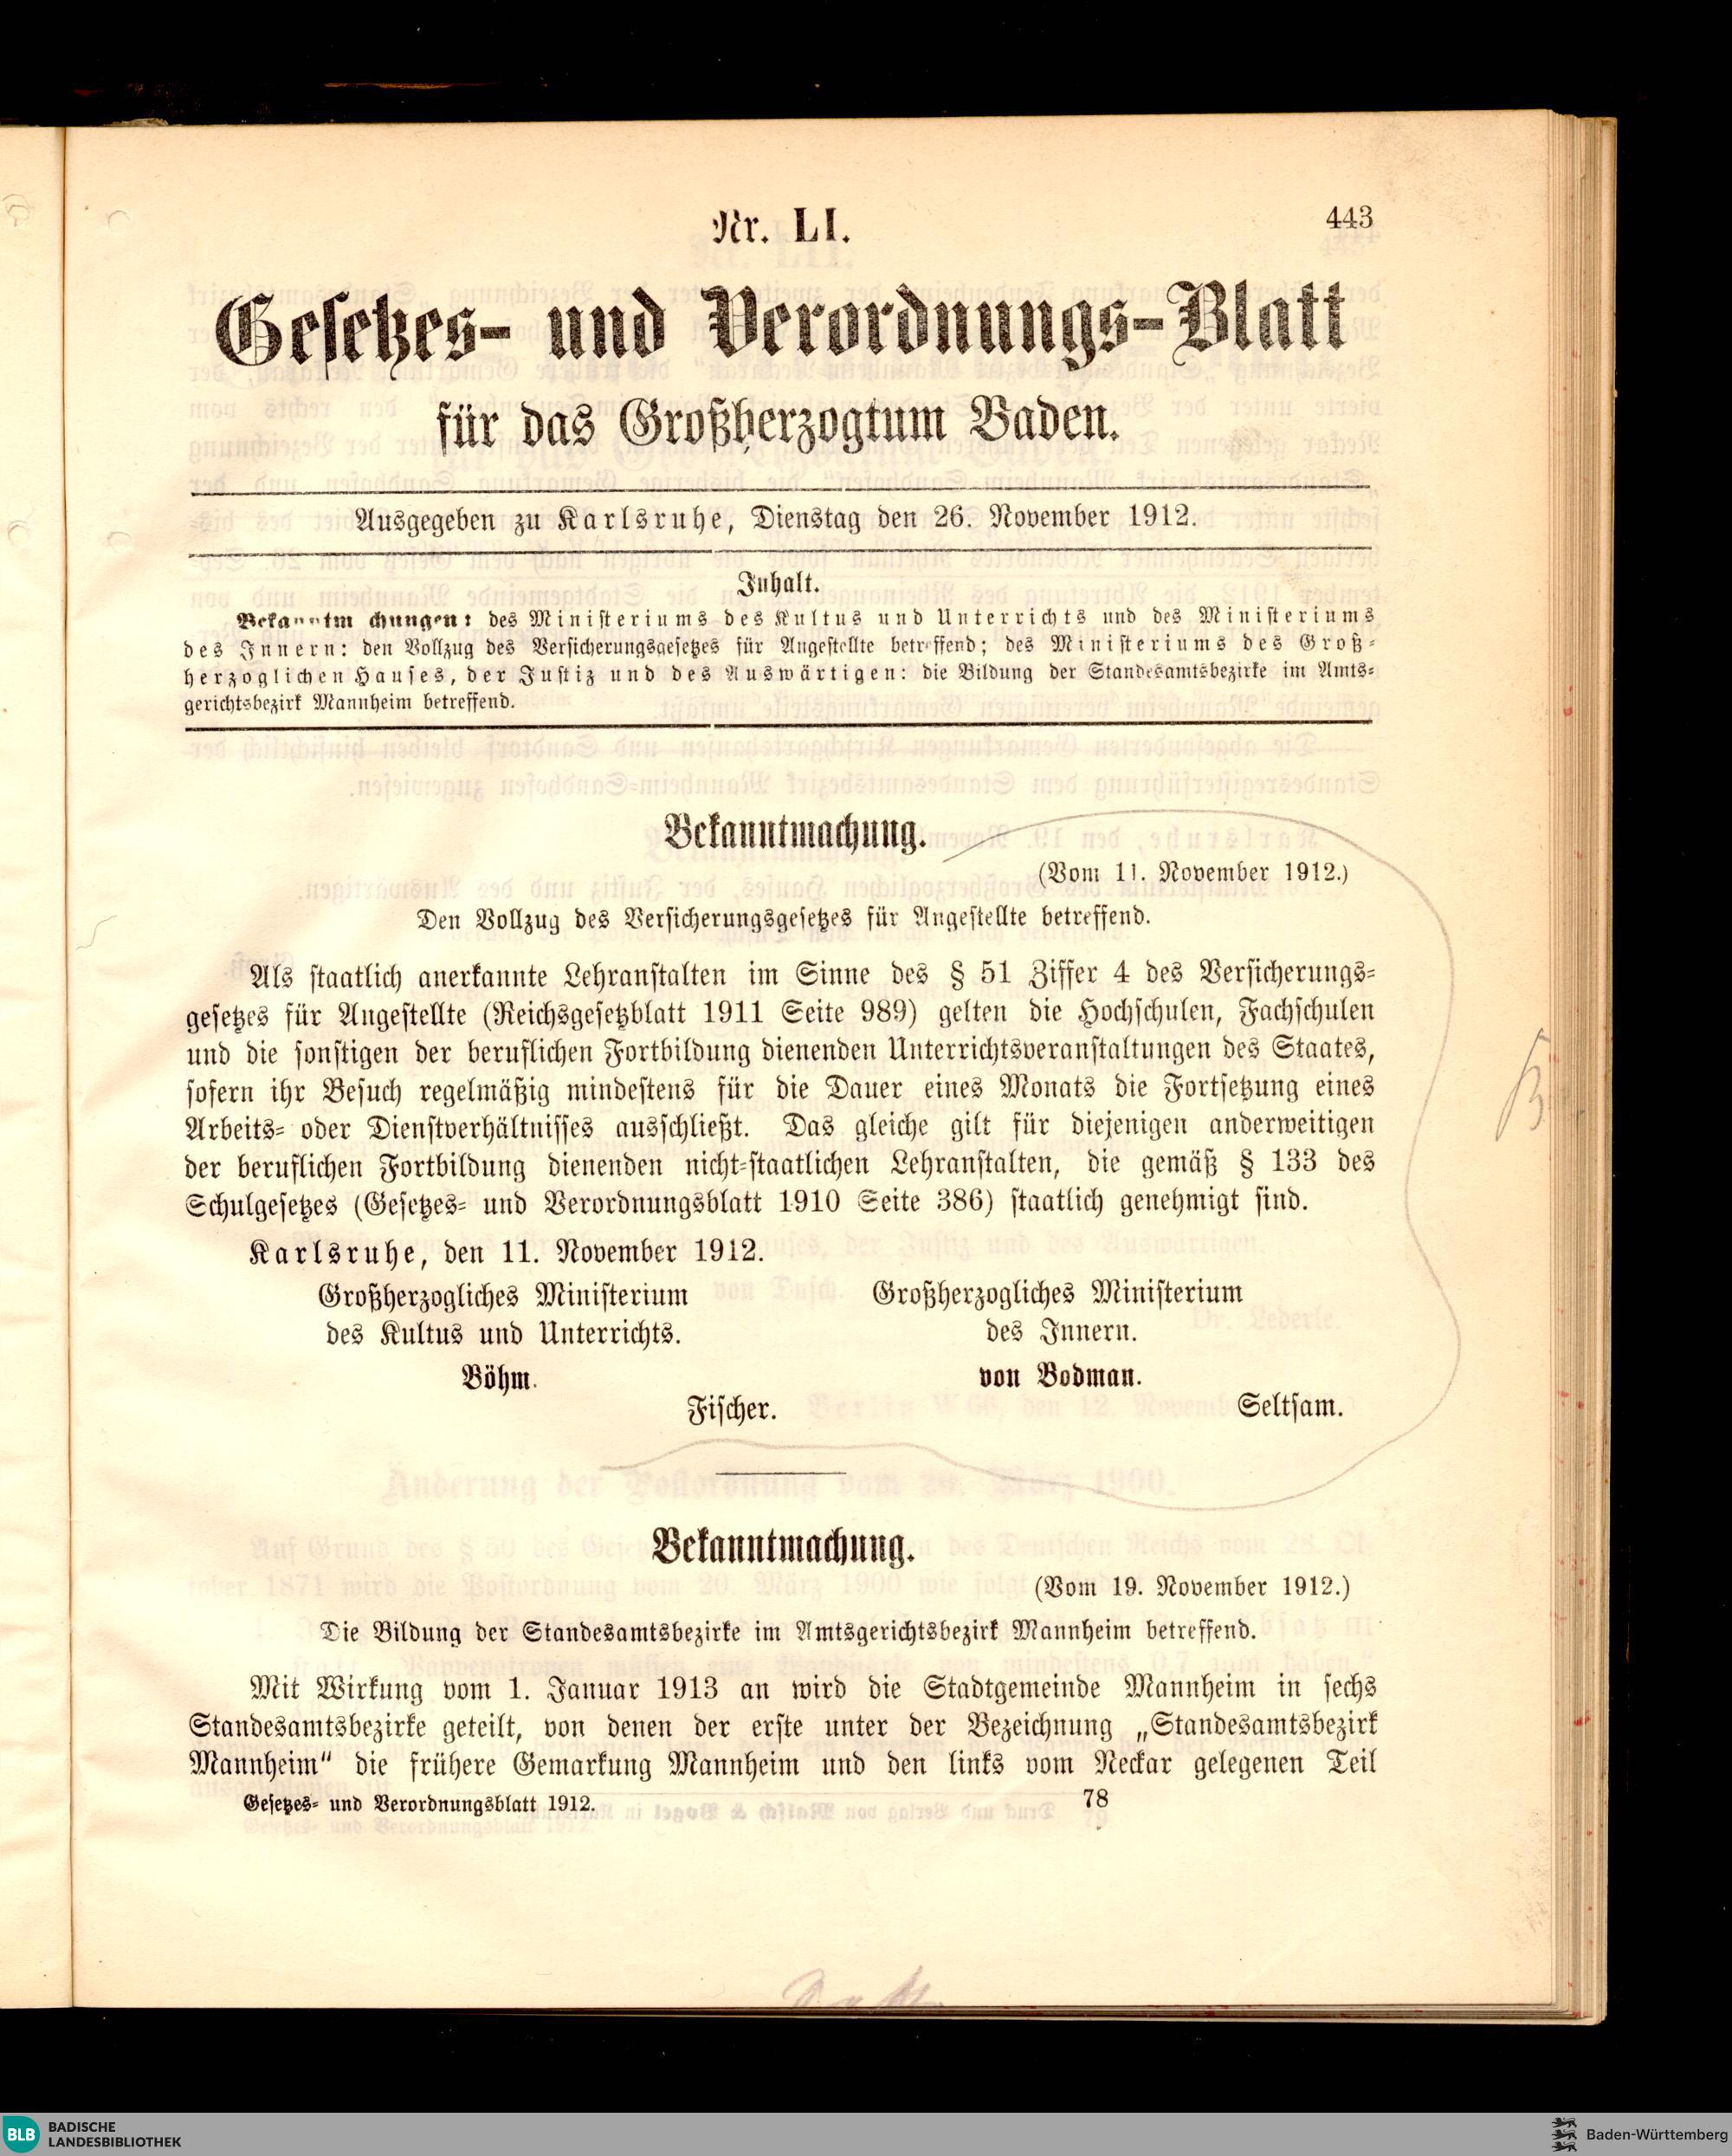 Nr. LI.
443
Gesetzes- und Verordnungs-Blatt
für das Großherzogtum Baden.
Ausgegeben zu Karlsruhe, Dienstag den 26. November 1912.
Inhalt.
Bekanntmachungen: des Ministeriums des Kultus und Unterrichts und des Ministeriums
des Innern: den Vollzug des Versicherungsgesetzes für Angestellte betreffend; des Ministeriums des Groß-
herzoglichen Hauses, der Justiz und des Auswärtigen: die Bildung der Standesamtsbezirke im Amts-
gerichtsbezirk Mannheim betreffend.
Bekanntmachung.
(Vom 11. November 1912.)
Den Vollzug des Versicherungsgesetzes für Angestellte betreffend.
Als staatlich anerkannte Lehranstalten im Sinne des § 51 Ziffer 4 des Versicherungs-
gesetzes für Angestellte (Reichsgesetzblatt 1911 Seite 989) gelten die Hochschulen, Fachschulen
und die sonstigen der beruflichen Fortbildung dienenden Unterrichtsveranstaltungen des Staates,
sofern ihr Besuch regelmäßig mindestens für die Dauer eines Monats die Fortsetzung eines
Arbeits- oder Dienstverhältnisses ausschließt. Das gleiche gilt für diejenigen anderweitigen
der beruflichen Fortbildung dienenden nicht-staatlichen Lehranstalten, die gemäß § 133 des
Schulgesetzes (Gesetzes- und Verordnungsblatt 1910 Seite 386) staatlich genehmigt sind.
Karlsruhe, den 11. November 1912.
Großherzogliches Ministerium
des Kultus und Unterrichts.
Böhm.
Fischer.
Großherzogliches Ministerium
des Innern.
von Bodman.
Seltsam.
Bekanntmachung.
(Vom 19. November 1912.)
Die Bildung der Standesamtsbezirke im Amtsgerichtsbezirk Mannheim betreffend.
Mit Wirkung vom 1. Januar 1913 an wird die Stadtgemeinde Mannheim in sechs
Standesamtsbezirke geteilt, von denen der erste unter der Bezeichnung „Standesamtsbezirk
Mannheim“ die frühere Gemarkung Mannheim und den links vom Neckar gelegenen Teil
Gesetzes- und Verordnungsblatt 1912.
78
BLB BADISCHE
LANDESBIBLIOTHEK
Baden-Württemberg